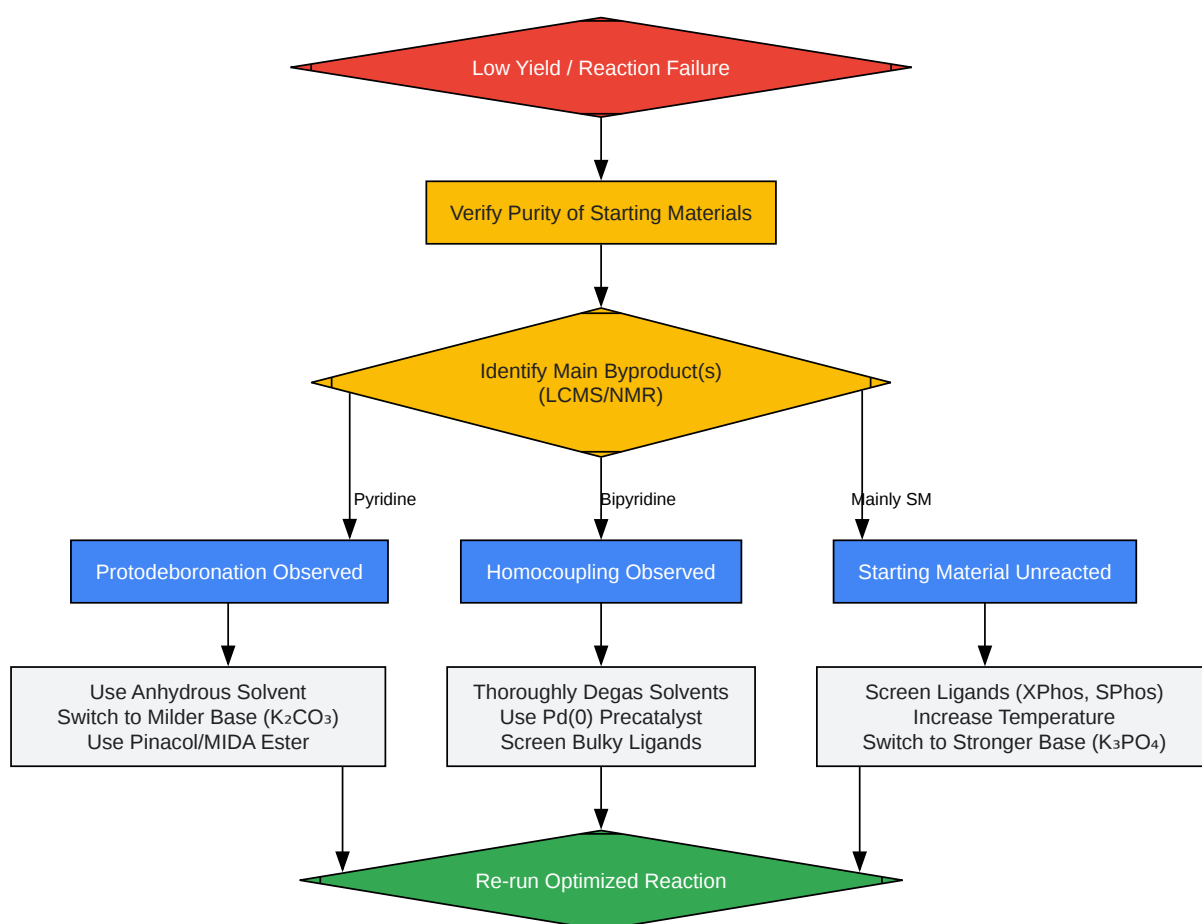 Low Yield / Reaction Failure
Verify Purity of Starting Materials
Identify Main Byproduct(s)
(LCMS/NMR)
Pyridine
Bipyridine
Mainly SM
Protodeboronation Observed
Homocoupling Observed
Starting Material Unreacted
Use Anhydrous Solvent
Switch to Milder Base (K₂CO₃)
Use Pinacol/MIDA Ester
Thoroughly Degas Solvents
Use Pd(0) Precatalyst
Screen Bulky Ligands
Screen Ligands (XPhos, SPhos)
Increase Temperature
Switch to Stronger Base (K₃PO₄)
Re-run Optimized Reaction